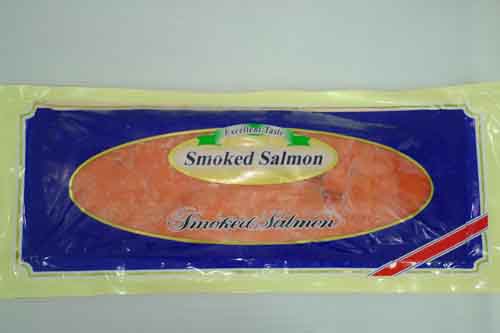 Excellent Taste
Smoked Salmon
Smoked Salmon